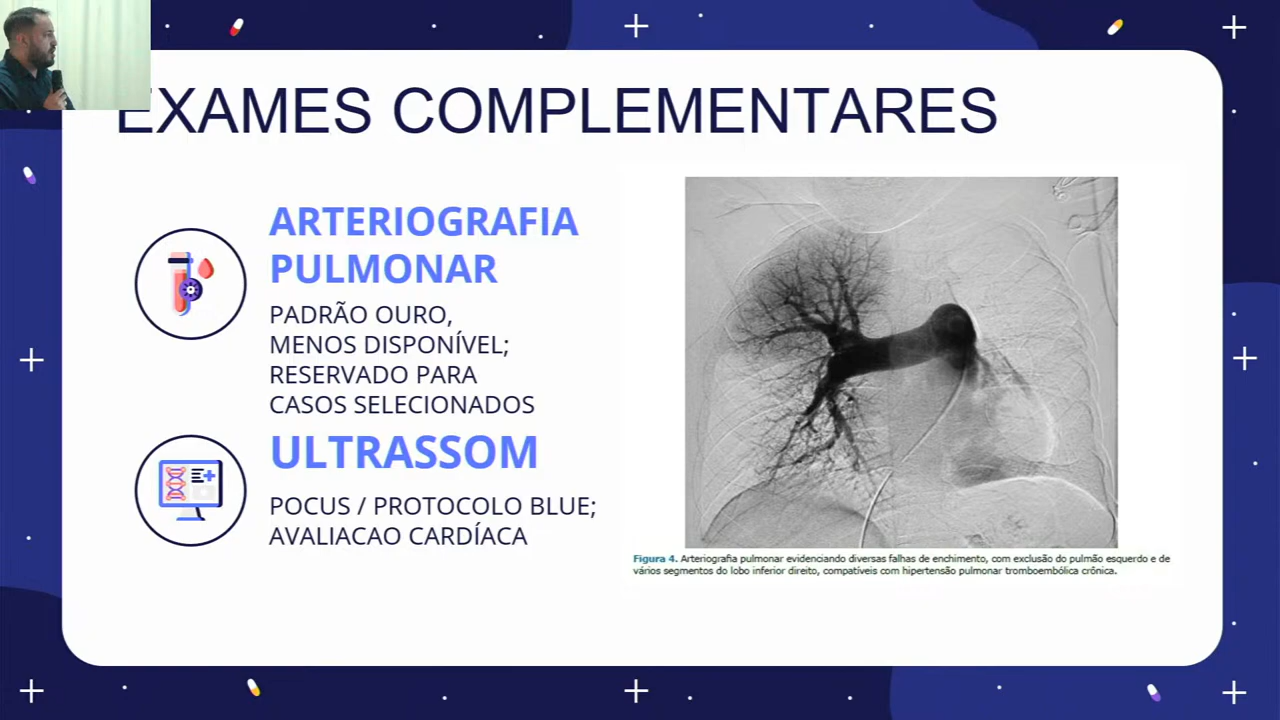 EXAMES COMPLEMENTARES
ARTERIOGRAFIA
PULMONAR
PADRÃO OURO,
MENOS DISPONÍVEL;
RESERVADO PARA
CASOS SELECIONADOS
ULTRASSOM
POCUS / PROTOCOLO BLUE;
AVALIACAO CARDÍACA
Figura 4. Arteriografia pulmonar evidenciando diversas falhas de enchimento, com exclusão do pulmão esquerdo e de
vários segmentos do lobo inferior direito, compatíveis com hipertensão pulmonar tromboembólica crônica.